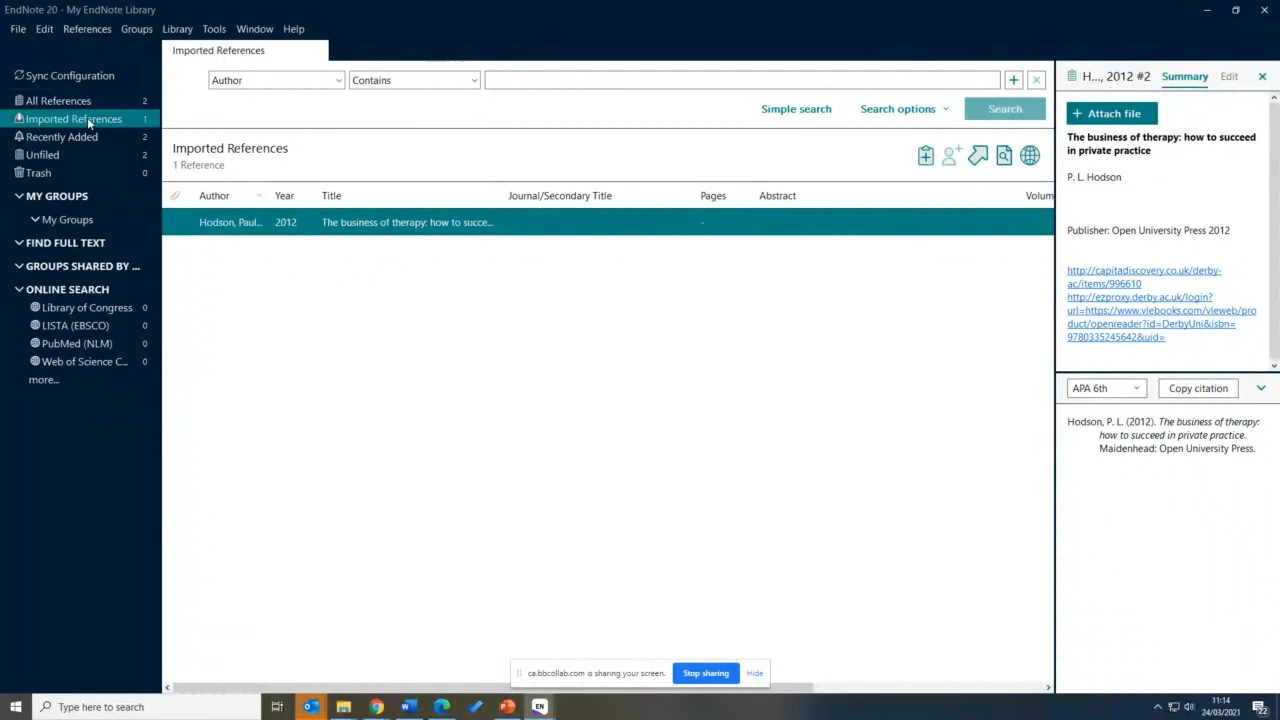 EndNote 20 - My EndNote Library
File Edit References Groups Library Tools Window Help
Imported References
Sync Configuration
All References 2
Imported References 1
Recently Added 2
Unfiled 2
Trash 0
MY GROUPS
My Groups
FIND FULL TEXT
GROUPS SHARED BY ...
ONLINE SEARCH
Library of Congress 0
LISTA (EBSCO) 0
PubMed (NLM) 0
Web of Science C... 0
more...
Author Contains
Simple search Search options Search
Imported References
1 Reference
Author Year Title Journal/Secondary Title Pages Abstract Volum
Hodson, Paul... 2012 The business of therapy: how to succe... -
H..., 2012 #2 Summary Edit
+ Attach file
The business of therapy: how to succeed
in private practice
P. L. Hodson
Publisher: Open University Press 2012
http://capitadiscovery.co.uk/derby-
ac/items/996610
http://ezproxy.derby.ac.uk/login?
url=https://www.vlebooks.com/vleweb/pro
duct/openreader?id=DerbyUni&isbn=
9780335245642&uid=
APA 6th Copy citation
Hodson, P. L. (2012). The business of therapy:
how to succeed in private practice.
Maidenhead: Open University Press.
ca.bbcollab.com is sharing your screen. Stop sharing Hide
Type here to search
EN
11:14
24/03/2021
22